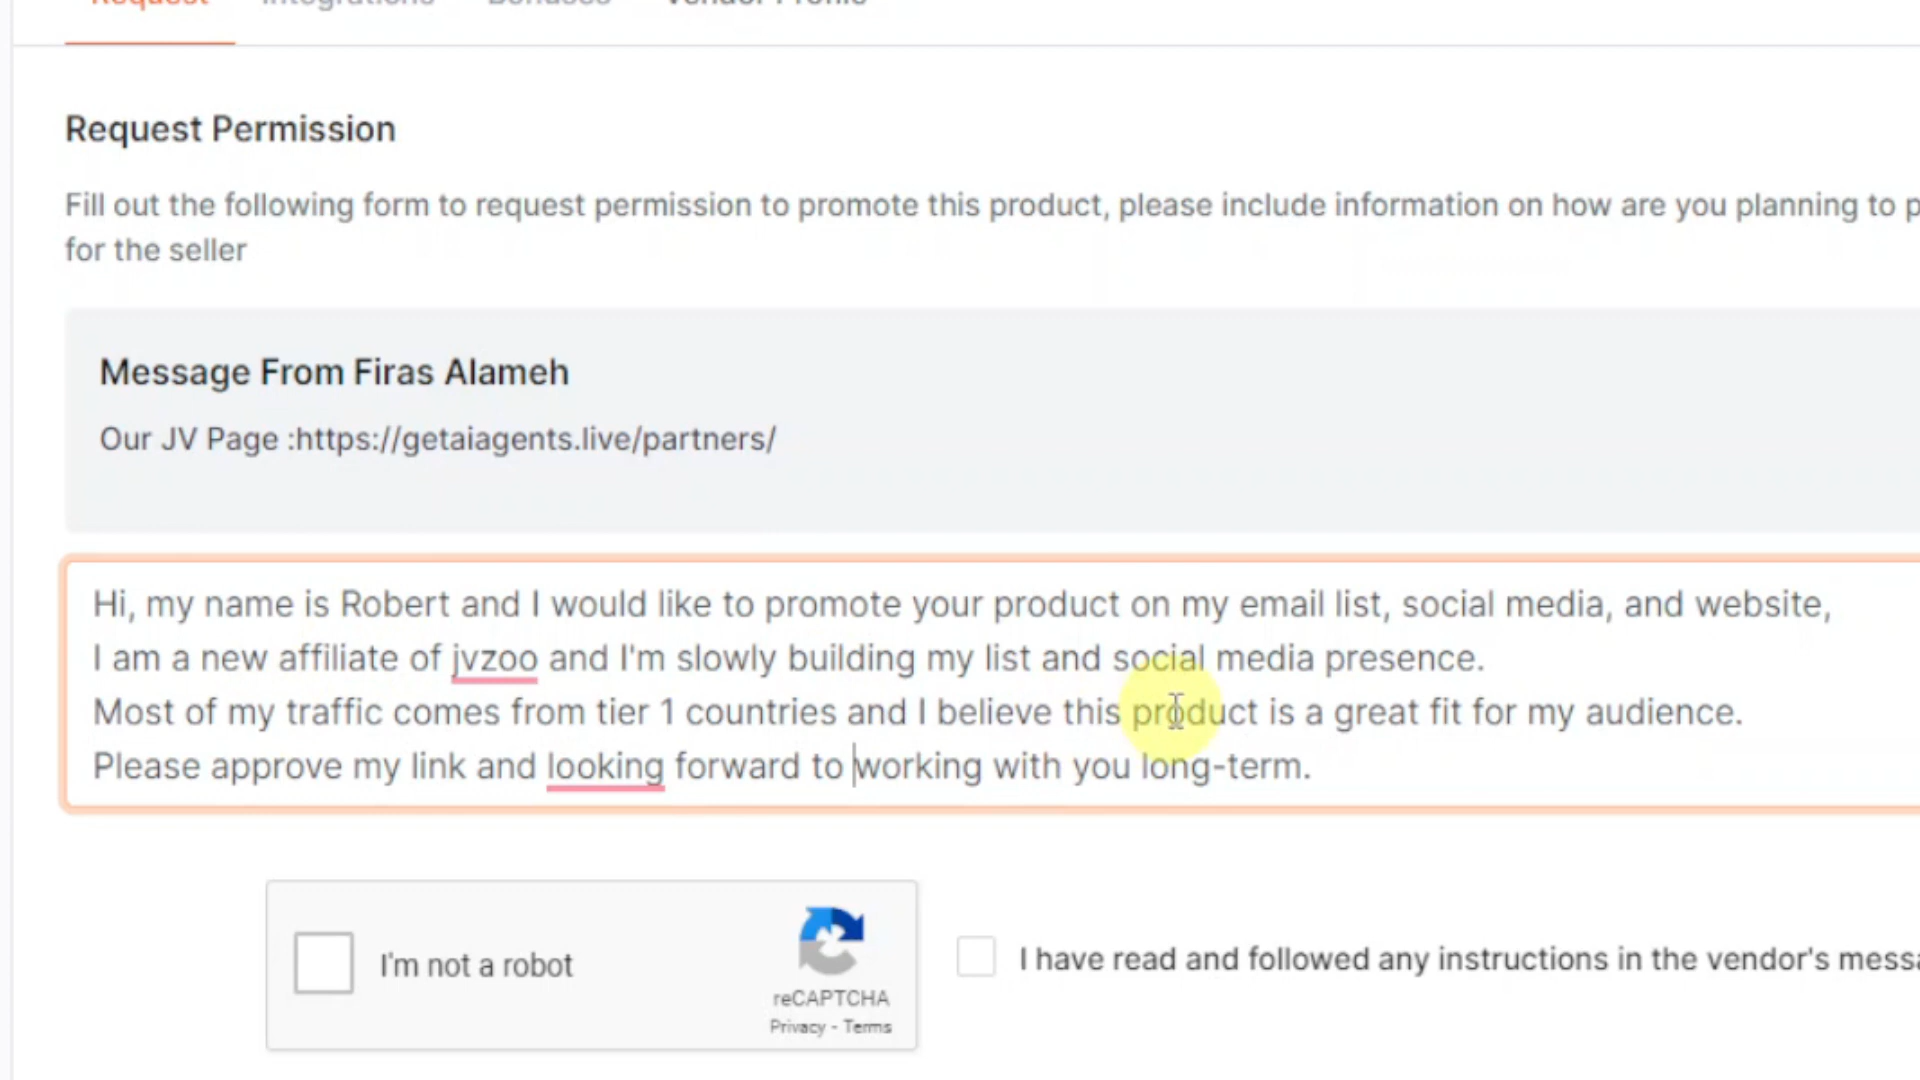 Request Integrations Bonuses Vendor Profile
Request Permission
Fill out the following form to request permission to promote this product, please include information on how are you planning to
for the seller
Message From Firas Alameh
Our JV Page :https://getaiagents.live/partners/
Hi, my name is Robert and I would like to promote your product on my email list, social media, and website,
I am a new affiliate of jvzoo and I'm slowly building my list and social media presence.
Most of my traffic comes from tier 1 countries and I believe this product is a great fit for my audience.
Please approve my link and looking forward to working with you long-term.
I'm not a robot
reCAPTCHA
Privacy - Terms
I have read and followed any instructions in the vendor's